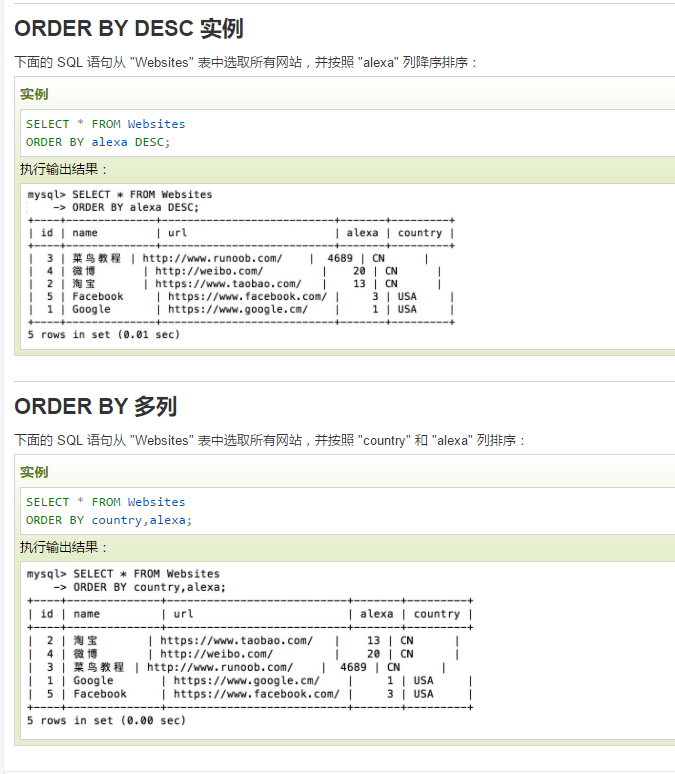 ORDER BY DESC 实例
下面的 SQL 语句从 "Websites" 表中选取所有网站，并按照 "alexa" 列降序排序：
实例
SELECT * FROM Websites
ORDER BY alexa DESC;
执行输出结果：
mysql> SELECT * FROM Websites
    -> ORDER BY alexa DESC;
+----+--------------+---------------------------+-------+---------+
| id | name         | url                       | alexa | country |
+----+--------------+---------------------------+-------+---------+
|  3 | 菜鸟教程 | http://www.runoob.com/    |  4689 | CN      |
|  4 | 微博       | http://weibo.com/         |    20 | CN      |
|  2 | 淘宝       | https://www.taobao.com/   |    13 | CN      |
|  5 | Facebook     | https://www.facebook.com/ |     3 | USA     |
|  1 | Google       | https://www.google.cm/    |     1 | USA     |
+----+--------------+---------------------------+-------+---------+
5 rows in set (0.01 sec)
ORDER BY 多列
下面的 SQL 语句从 "Websites" 表中选取所有网站，并按照 "country" 和 "alexa" 列排序：
实例
SELECT * FROM Websites
ORDER BY country,alexa;
执行输出结果：
mysql> SELECT * FROM Websites
    -> ORDER BY country,alexa;
+----+--------------+---------------------------+-------+---------+
| id | name         | url                       | alexa | country |
+----+--------------+---------------------------+-------+---------+
|  2 | 淘宝       | https://www.taobao.com/   |    13 | CN      |
|  4 | 微博       | http://weibo.com/         |    20 | CN      |
|  3 | 菜鸟教程 | http://www.runoob.com/    |  4689 | CN      |
|  1 | Google       | https://www.google.cm/    |     1 | USA     |
|  5 | Facebook     | https://www.facebook.com/ |     3 | USA     |
+----+--------------+---------------------------+-------+---------+
5 rows in set (0.00 sec)